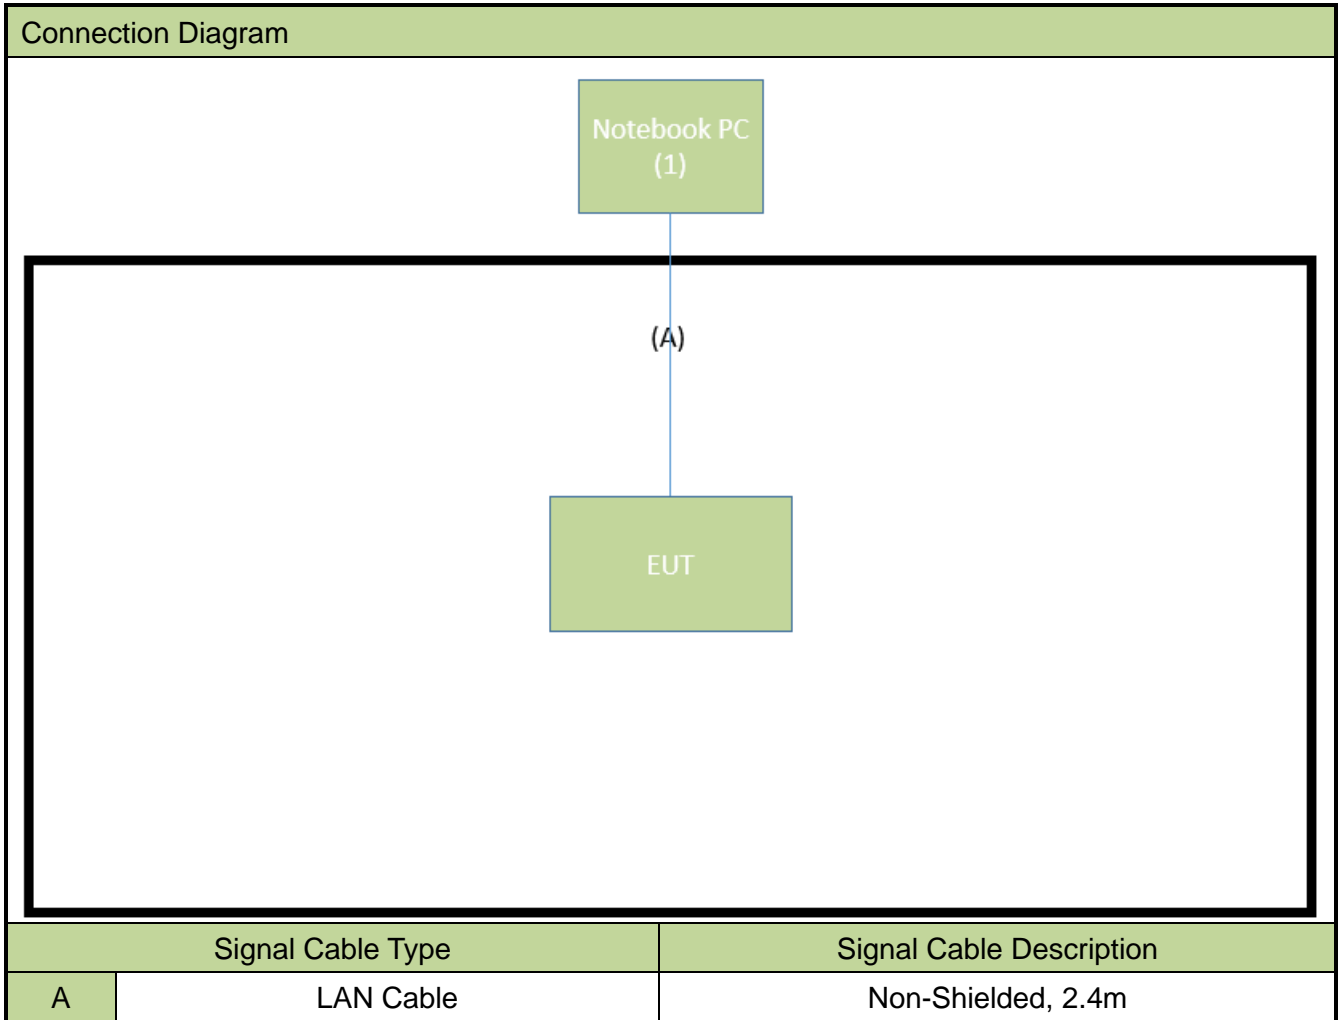 Connection Diagram
Notebook PC
(1)
(A)
EUT
Signal Cable Type Signal Cable Description
A LAN Cable Non-Shielded, 2.4m